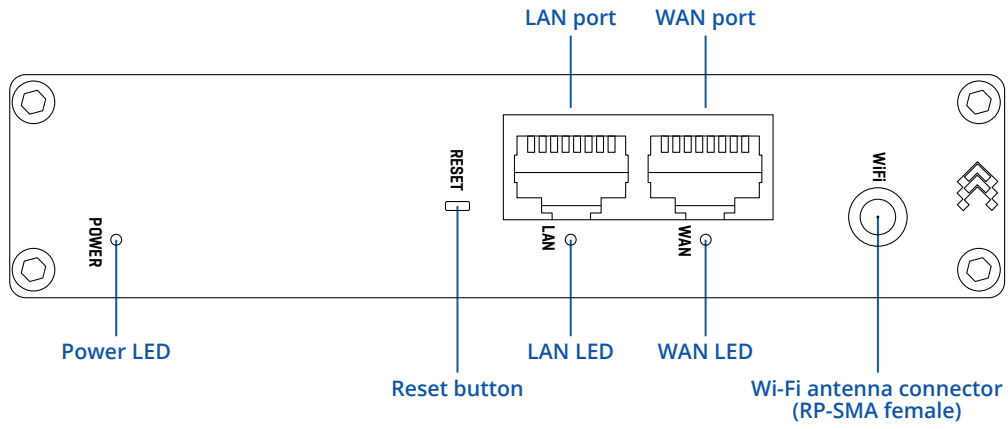 LAN port
WAN port
RESET
WiFi
POWER
LAN
WAN
Power LED
LAN LED
WAN LED
Reset button
Wi-Fi antenna connector
(RP-SMA female)